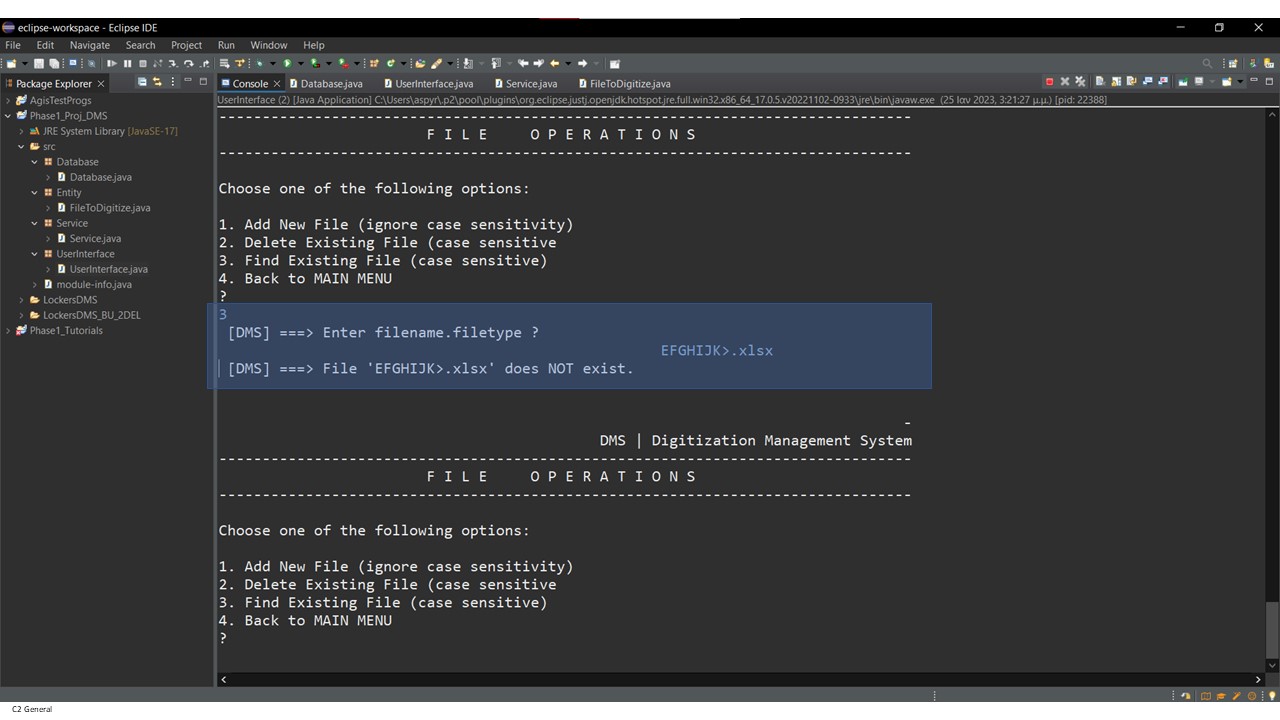 eclipse-workspace - Eclipse IDE
File Edit Navigate Search Project Run Window Help
Package Explorer
Console Database.java UserInterface.java Service.java FileToDigitize.java
AgisTestProgs
Phase1_Proj_DMS
JRE System Library [JavaSE-17]
src
Database
Database.java
Entity
FileToDigitize.java
Service
Service.java
UserInterface
UserInterface.java
module-info.java
LockersDMS
LockersDMS_BU_2DEL
Phase1_Tutorials
UserInterface (2) [Java Application] C:\Users\aspyr\.p2\pool\plugins\org.eclipse.justj.openjdk.hotspot.jre.full.win32.x86_64_17.0.5.v20221102-0933\jre\bin\javaw.exe (25 Ιαν 2023, 3:21:27 μ.μ.) [pid: 22388]
--------------------------------------------------------------------------------
F I L E O P E R A T I O N S
--------------------------------------------------------------------------------
Choose one of the following options:
1. Add New File (ignore case sensitivity)
2. Delete Existing File (case sensitive
3. Find Existing File (case sensitive)
4. Back to MAIN MENU
?
3
[DMS] ===> Enter filename.filetype ?
EFGHIJK>.xlsx
[DMS] ===> File 'EFGHIJK>.xlsx' does NOT exist.
-
DMS | Digitization Management System
--------------------------------------------------------------------------------
F I L E O P E R A T I O N S
--------------------------------------------------------------------------------
Choose one of the following options:
1. Add New File (ignore case sensitivity)
2. Delete Existing File (case sensitive
3. Find Existing File (case sensitive)
4. Back to MAIN MENU
?
C2 General